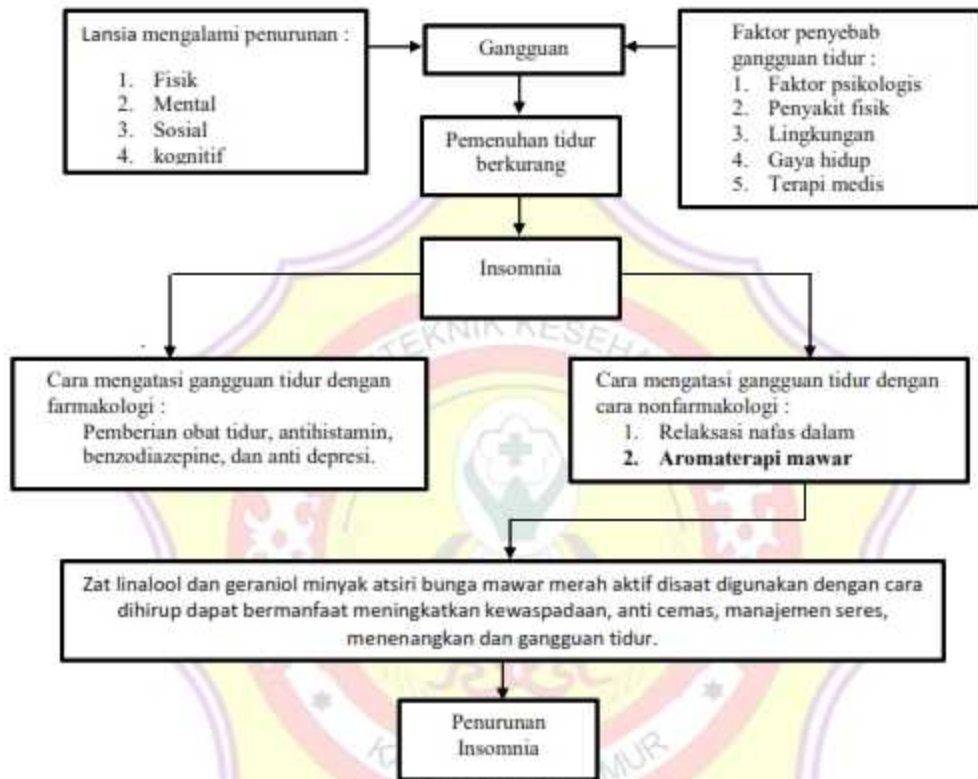 Lansia mengalami penurunan :
1. Fisik
2. Mental
3. Sosial
4. kognitif
Gangguan
Faktor penyebab
gangguan tidur :
1. Faktor psikologis
2. Penyakit fisik
3. Lingkungan
4. Gaya hidup
5. Terapi medis
Pemenuhan tidur
berkurang
Insomnia
TEKNIK KESEHA
Cara mengatasi gangguan tidur dengan
farmakologi :
Pemberian obat tidur, antihistamin,
benzodiazepine, dan anti depresi.
Cara mengatasi gangguan tidur dengan
cara nonfarmakologi :
1. Relaksasi nafas dalam
2. Aromaterapi mawar
Zat linalool dan geraniol minyak atsiri bunga mawar merah aktif disaat digunakan dengan cara
dihirup dapat bermanfaat meningkatkan kewaspadaan, anti cemas, manajemen seres,
menenangkan dan gangguan tidur.
Penurunan
Insomnia
KA
MUR